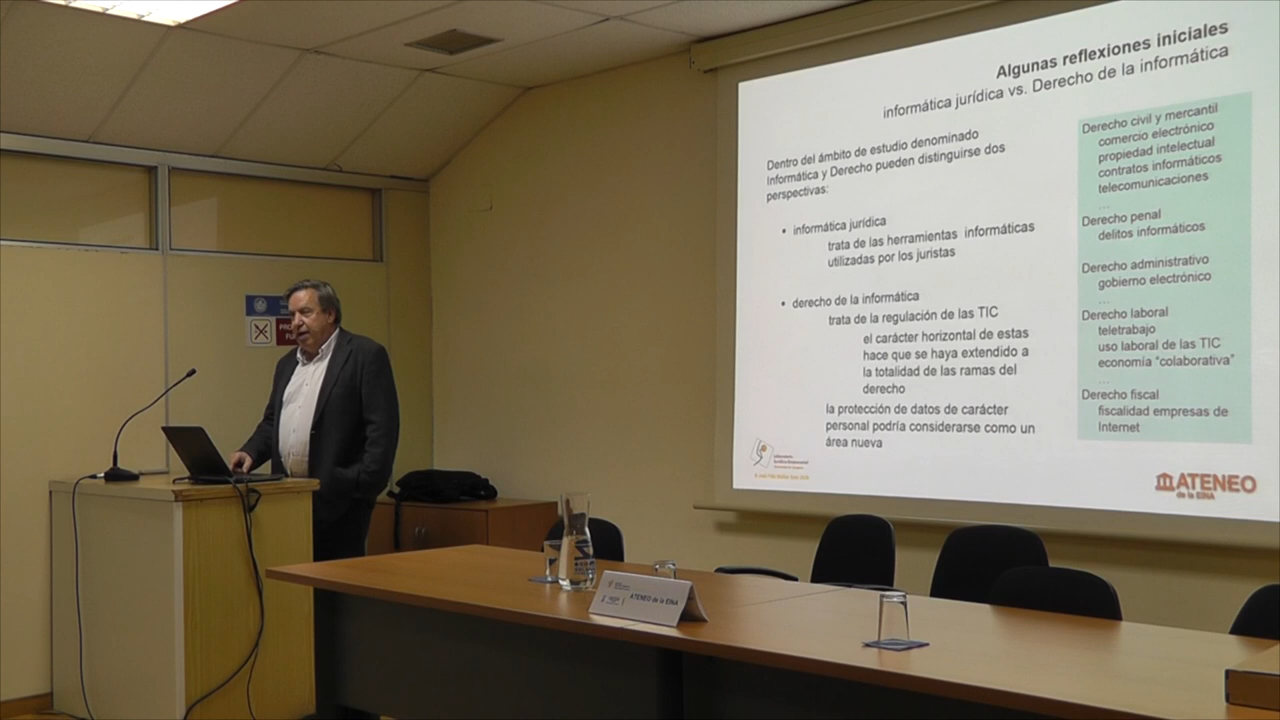 Algunas reflexiones iniciales
informática jurídica vs. Derecho de la informática
Dentro del ámbito de estudio denominado
Informática y Derecho pueden distinguirse dos
perspectivas:
• informática jurídica
trata de las herramientas informáticas
utilizadas por los juristas
• derecho de la informática
trata de la regulación de las TIC
el carácter horizontal de estas
hace que se haya extendido a
la totalidad de las ramas del
derecho
la protección de datos de carácter
personal podría considerarse como un
área nueva
Derecho civil y mercantil
comercio electrónico
propiedad intelectual
contratos informáticos
telecomunicaciones
...
Derecho penal
delitos informáticos
Derecho administrativo
gobierno electrónico
...
Derecho laboral
teletrabajo
uso laboral de las TIC
economía "colaborativa"
...
Derecho fiscal
fiscalidad empresas de
Internet
ATENEO
de la EINA
ATENEO de la EINA